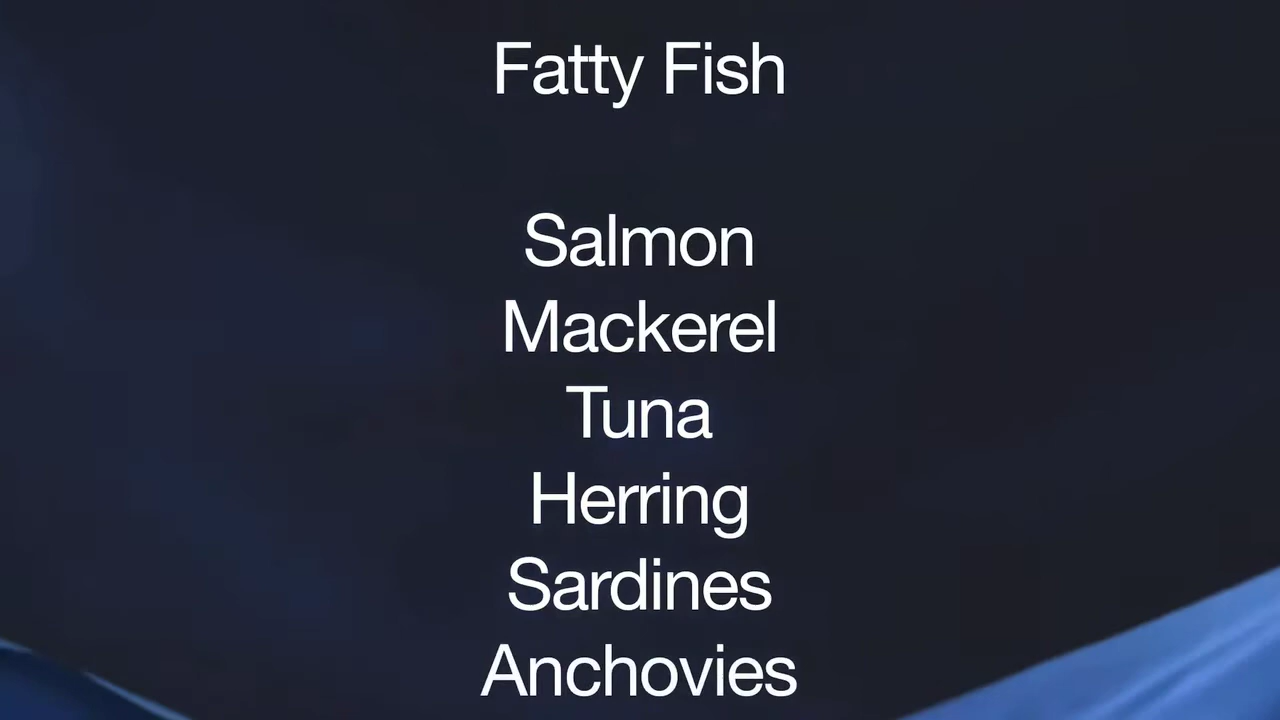 Fatty Fish
Salmon
Mackerel
Tuna
Herring
Sardines
Anchovies